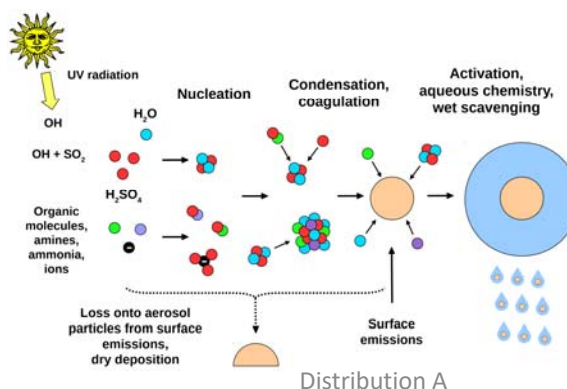 UV radiation
OH
OH + SO₂
H₂O
H₂SO₄
Organic
molecules,
amines,
ammonia,
ions
Nucleation
Condensation,
coagulation
Activation,
aqueous chemistry,
wet scavenging
Loss onto aerosol
particles from surface
emissions,
dry deposition
Surface
emissions
Distribution A